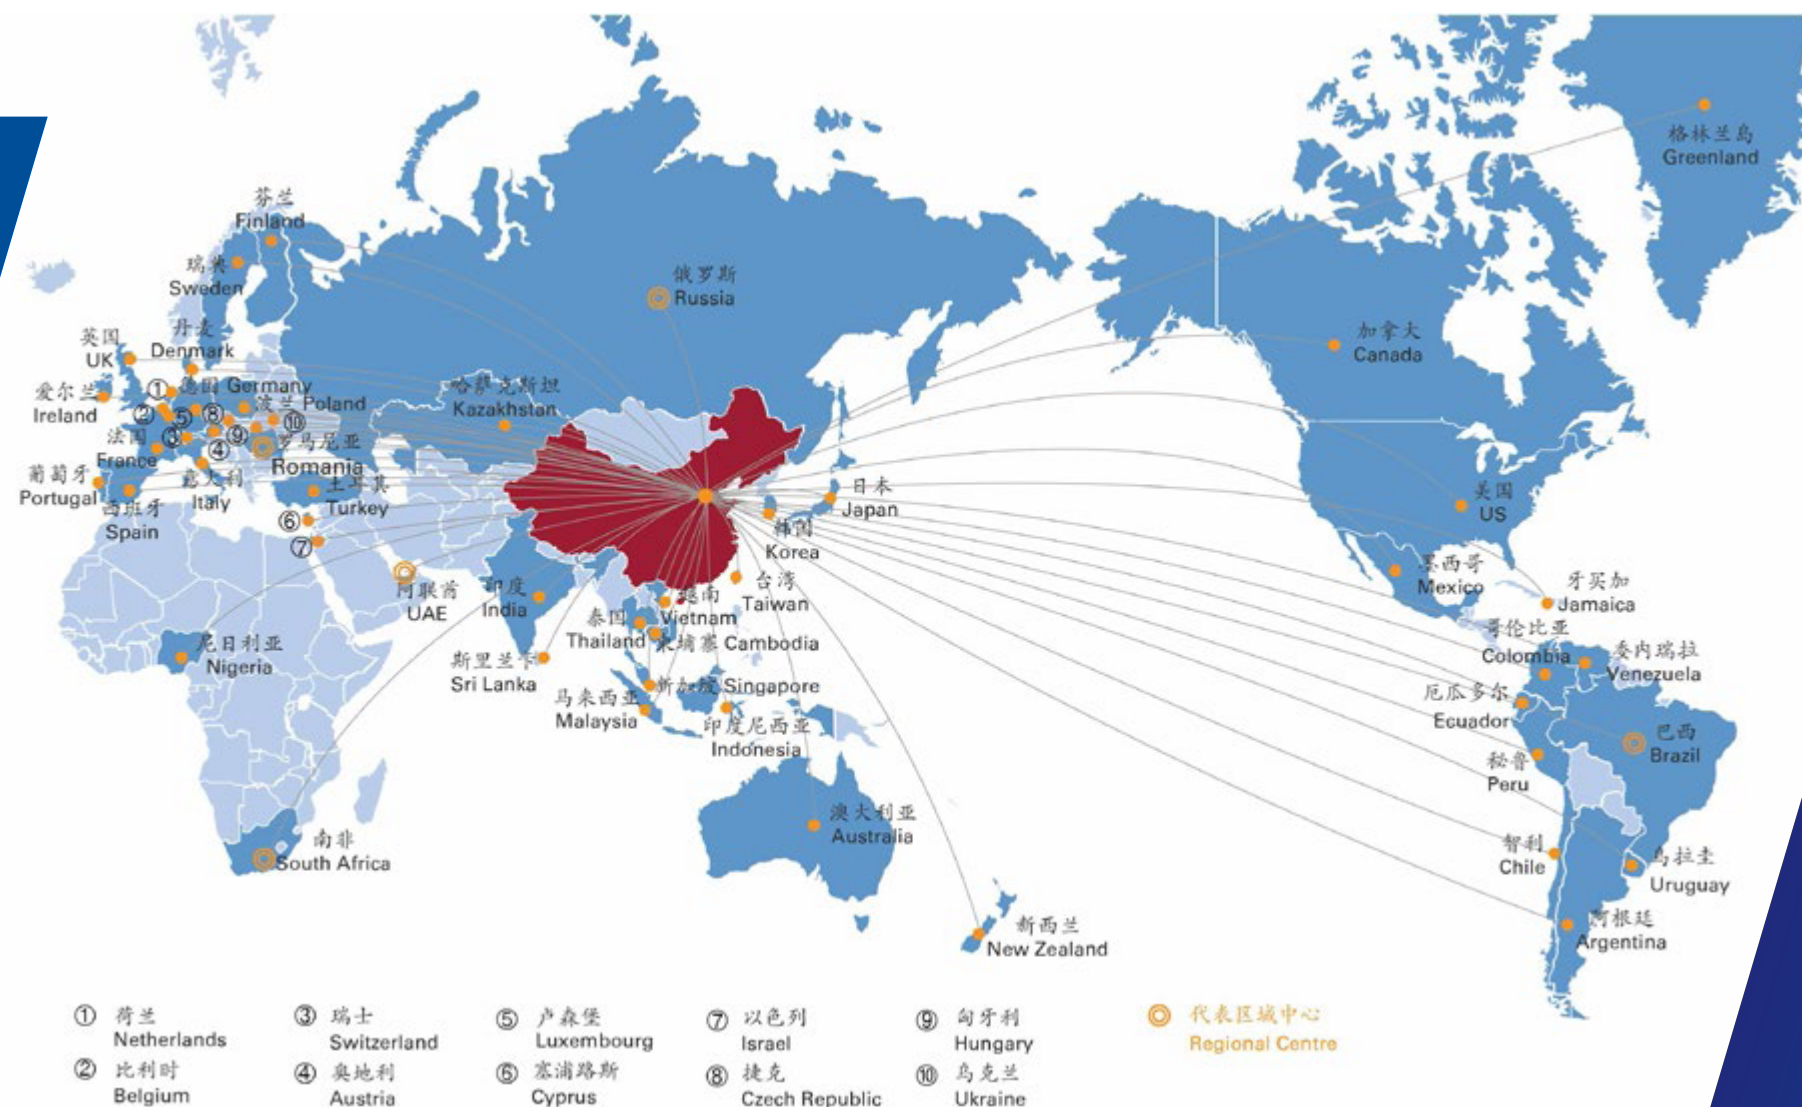 格林兰岛
Greenland
芬兰
Finland
瑞典
Sweden
俄罗斯
Russia
丹麦
Denmark
英国
UK
加拿大
Canada
①
德国 Germany
爱尔兰
Ireland
哈萨克斯坦
Kazakhstan
②
⑤
⑧
波兰 Poland
⑩
法国
France
③
⑨
④
罗马尼亚
Romania
葡萄牙
Portugal
意大利
Italy
土耳其
Turkey
西班牙
Spain
日本
Japan
美国
US
⑥
⑦
韩国
Korea
阿联酋
UAE
印度
India
台湾
Taiwan
墨西哥
Mexico
牙买加
Jamaica
越南
Vietnam
泰国
Thailand
柬埔寨 Cambodia
尼日利亚
Nigeria
斯里兰卡
Sri Lanka
哥伦比亚
Colombia
委内瑞拉
Venezuela
新加坡 Singapore
马来西亚
Malaysia
厄瓜多尔
Ecuador
印度尼西亚
Indonesia
巴西
Brazil
秘鲁
Peru
澳大利亚
Australia
南非
South Africa
智利
Chile
乌拉圭
Uruguay
新西兰
New Zealand
阿根廷
Argentina
① 荷兰
Netherlands
② 比利时
Belgium
③ 瑞士
Switzerland
④ 奥地利
Austria
⑤ 卢森堡
Luxembourg
⑥ 塞浦路斯
Cyprus
⑦ 以色列
Israel
⑧ 捷克
Czech Republic
⑨ 匈牙利
Hungary
⑩ 乌克兰
Ukraine
代表区域中心
Regional Centre